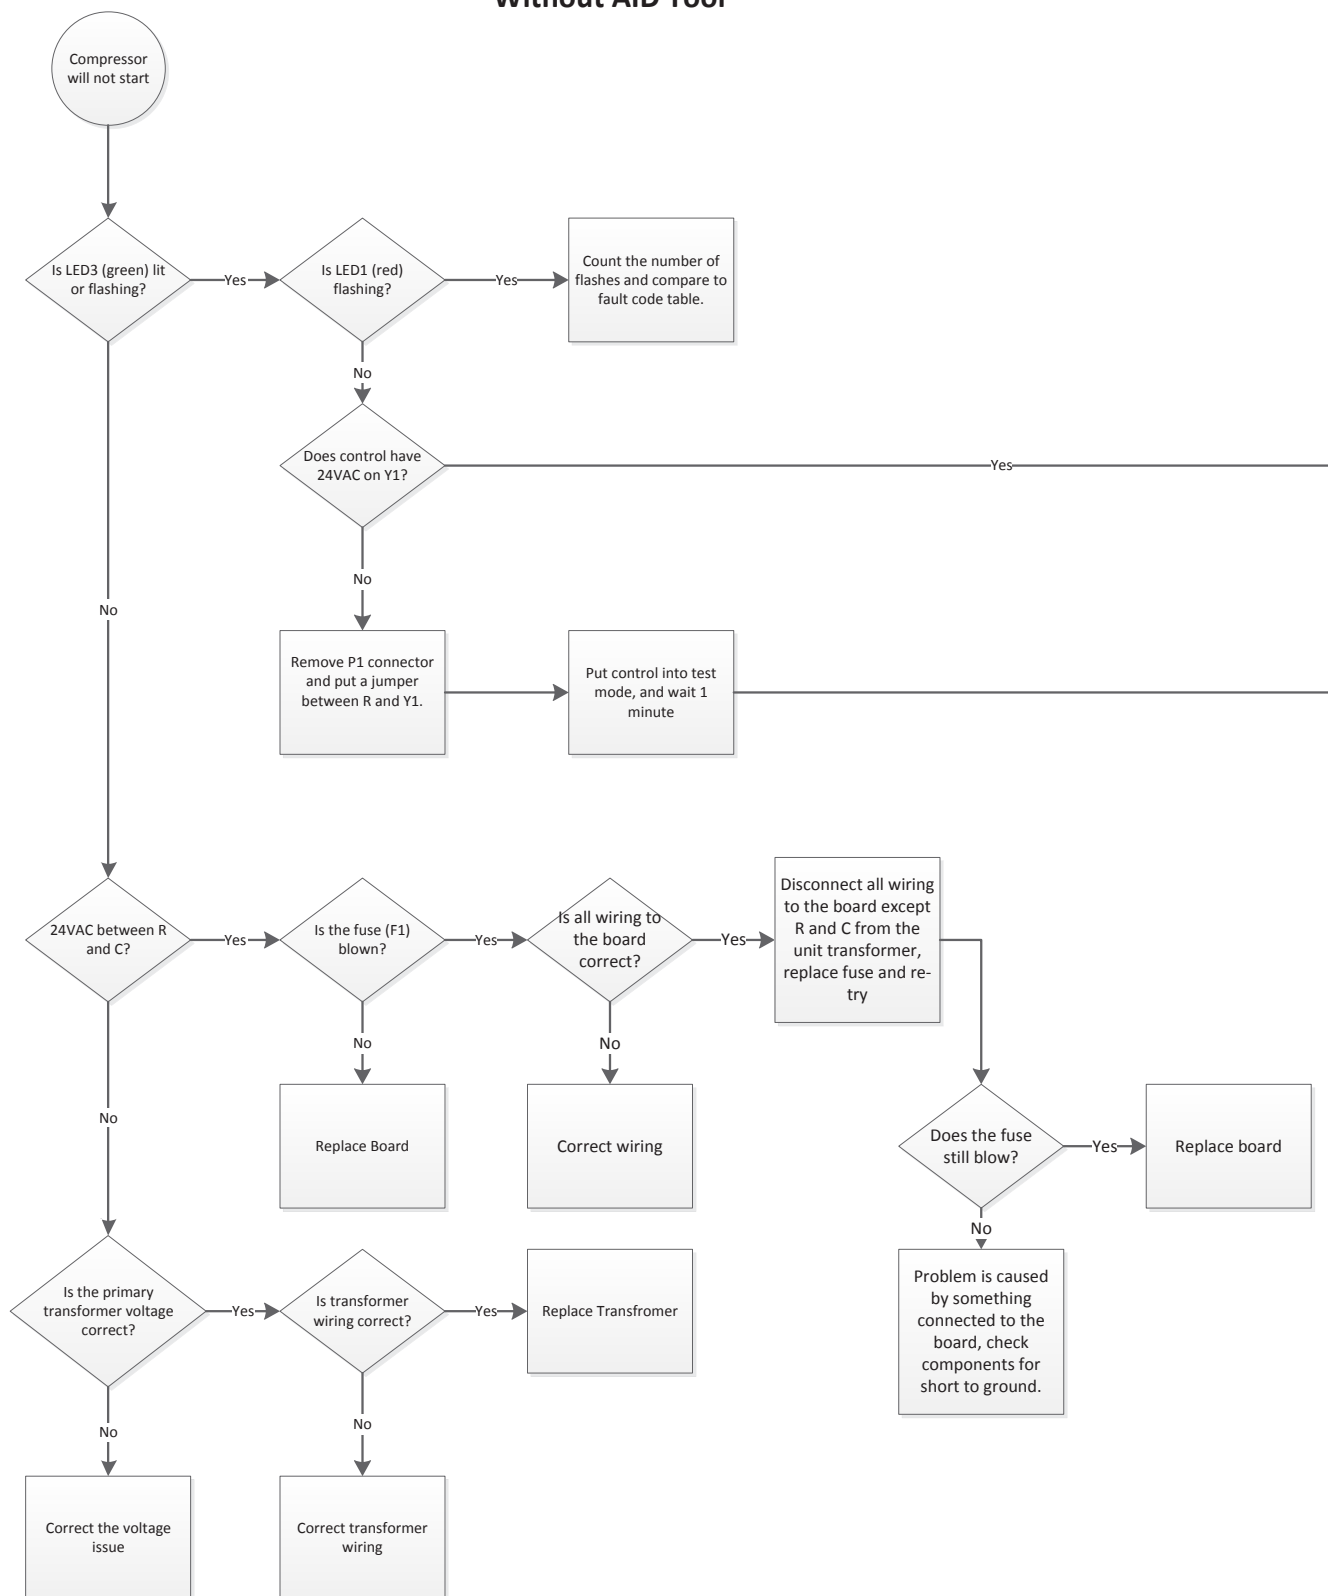 Without AID Tool
Compressor
will not start
Is LED3 (green) lit
or flashing?
Yes
Is LED1 (red)
flashing?
Yes
Count the number of
flashes and compare to
fault code table.
No
Does control have
24VAC on Y1?
Yes
No
No
Remove P1 connector
and put a jumper
between R and Y1.
Put control into test
mode, and wait 1
minute
24VAC between R
and C?
Yes
Is the fuse (F1)
blown?
Yes
Is all wiring to
the board
correct?
Yes
Disconnect all wiring
to the board except
R and C from the
unit transformer,
replace fuse and re-
try
No
No
No
Replace Board
Correct wiring
Does the fuse
still blow?
Yes
Replace board
No
Is the primary
transformer voltage
correct?
Yes
Is transformer
wiring correct?
Yes
Replace Transfromer
Problem is caused
by something
connected to the
board, check
components for
short to ground.
No
No
Correct the voltage
issue
Correct transformer
wiring